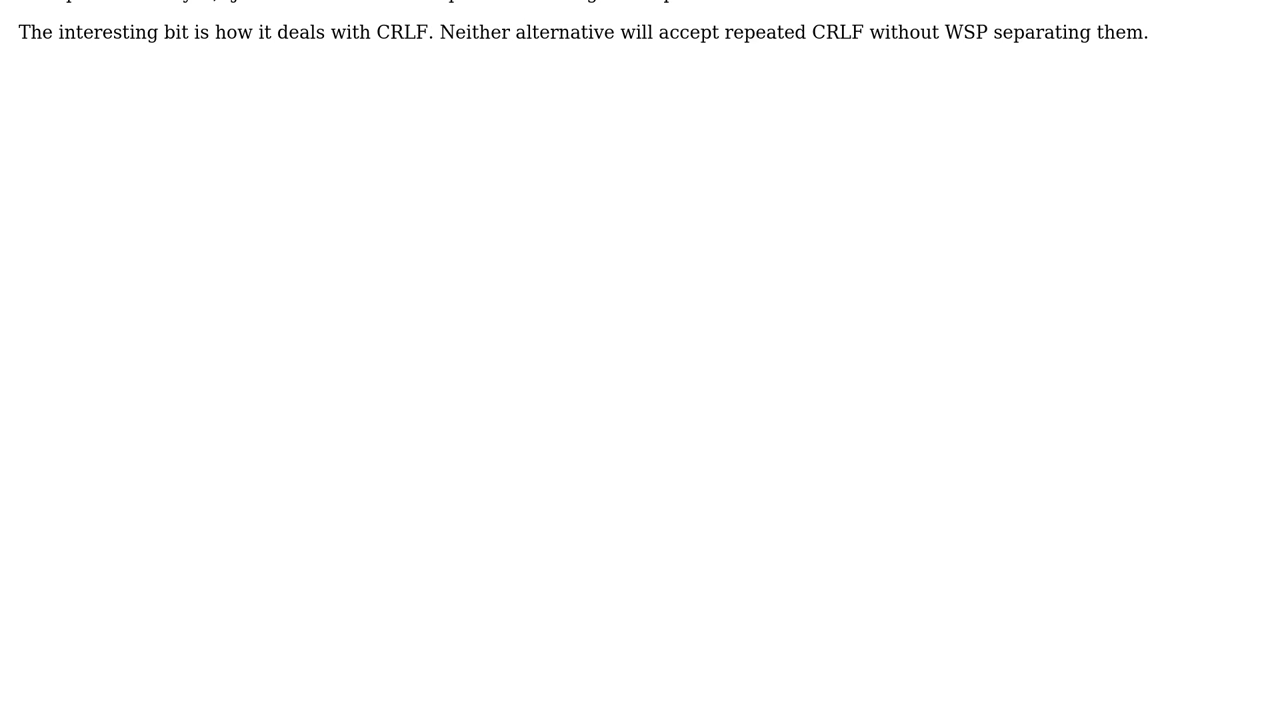 The interesting bit is how it deals with CRLF. Neither alternative will accept repeated CRLF without WSP separating them.